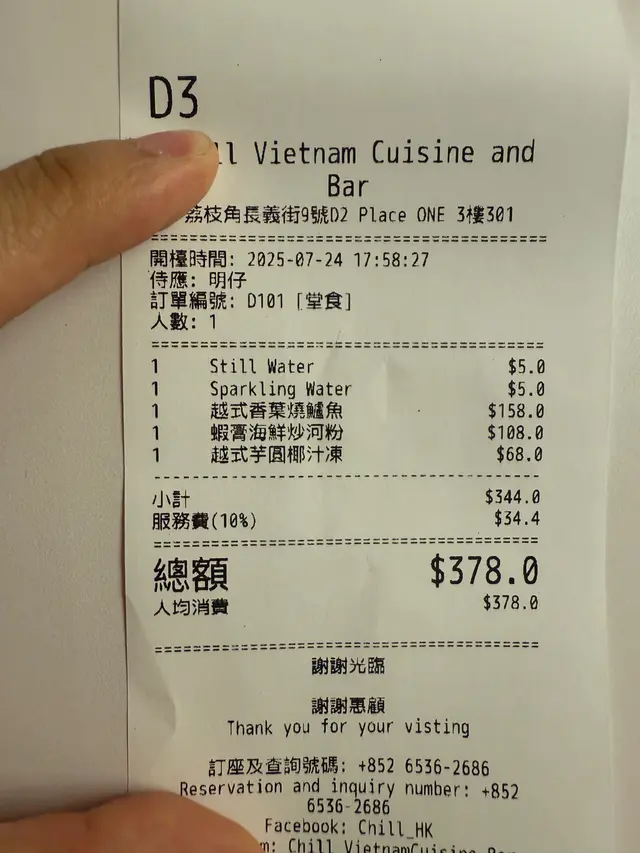 D3
ll Vietnam Cuisine and
Bar
荔枝角長義街9號D2 Place ONE 3樓301
開檯時間: 2025-07-24 17:58:27
侍應: 明仔
訂單編號: D101 [堂食]
人數: 1
1 Still Water $5.0
1 Sparkling Water $5.0
1 越式香葉燒鱸魚 $158.0
1 蝦膏海鮮炒河粉 $108.0
1 越式芋圓椰汁凍 $68.0
小計 $344.0
服務費(10%) $34.4
總額 $378.0
人均消費 $378.0
謝謝光臨
謝謝惠顧
Thank you for your visting
訂座及查詢號碼: +852 6536-2686
Reservation and inquiry number: +852
6536-2686
Facebook: Chill_HK
m: Chill_VietnamCuisine_Bar